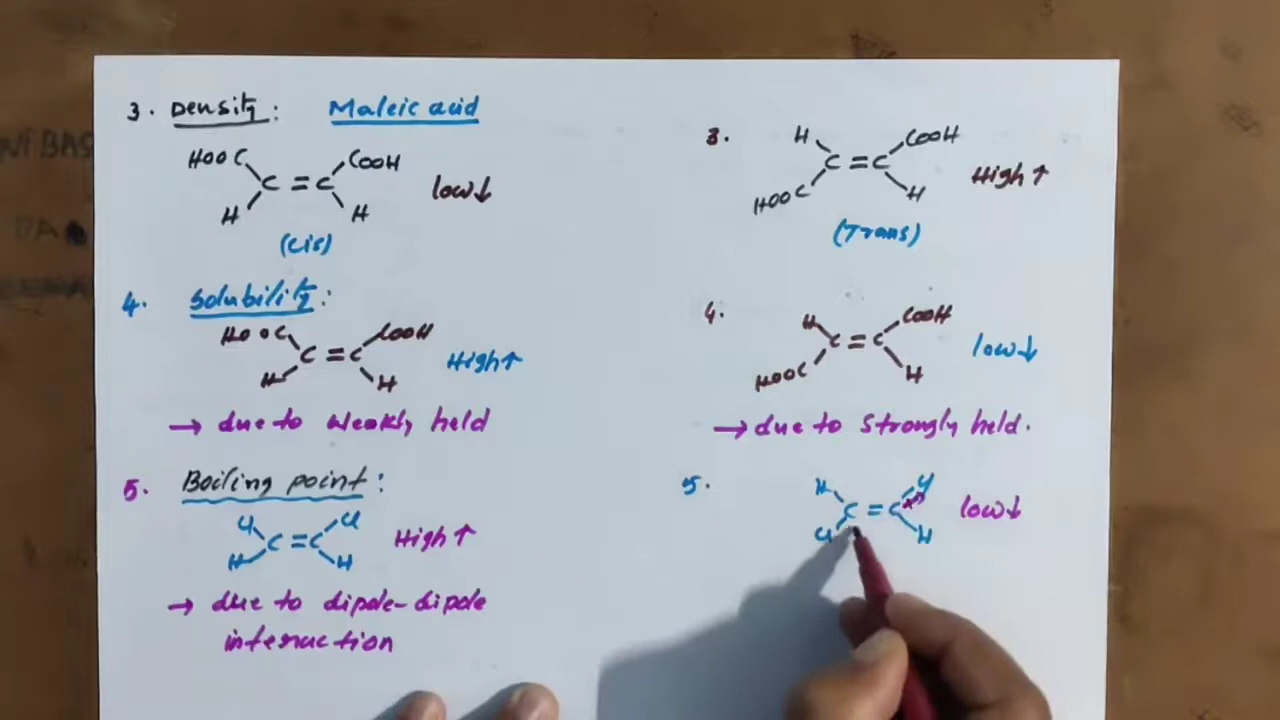 3. Density: Maleic acid
HOOC COOH
C = C low↓
H H
(Cis)
4. Solubility:
HOOC COOH
C = C High↑
H H
→ due to weakly held
5. Boiling point:
Cl Cl
C = C High↑
H H
→ due to dipole-dipole
interaction
3. H COOH
C = C High↑
HOOC H
(Trans)
4. H COOH
C = C low↓
HOOC H
→ due to strongly held.
5. H Cl
C = C low↓
Cl H